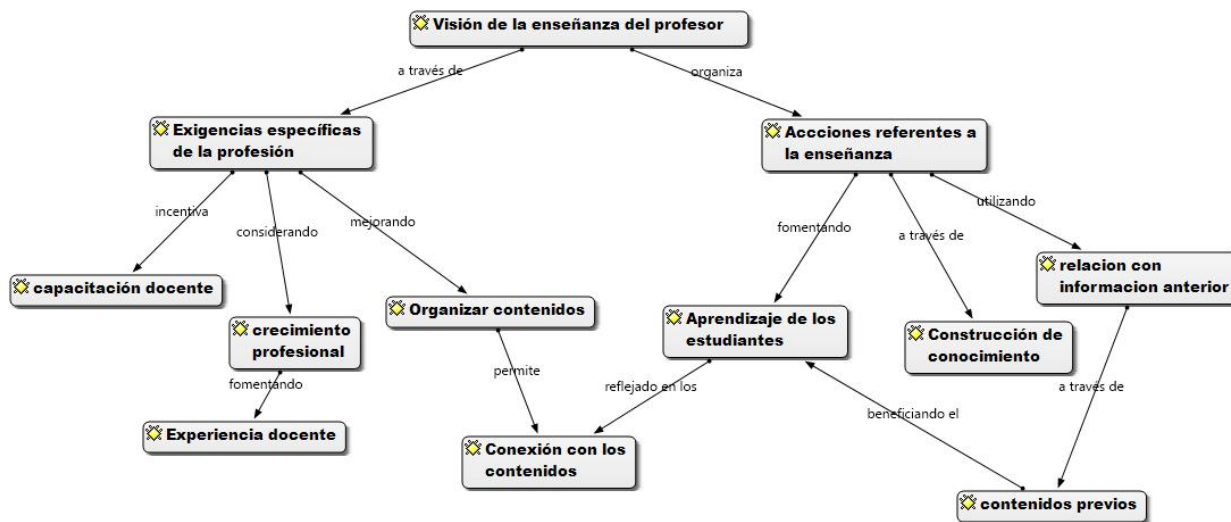 Visión de la enseñanza del profesor
a través de
organiza
Exigencias específicas
de la profesión
Accciones referentes a
la enseñanza
incentiva
considerando
mejorando
fomentando
a través de
utilizando
capacitación docente
crecimiento
profesional
Organizar contenidos
Aprendizaje de los
estudiantes
Construcción de
conocimiento
relacion con
informacion anterior
fomentando
permite
reflejado en los
beneficiando el
a través de
Experiencia docente
Conexión con los
contenidos
contenidos previos